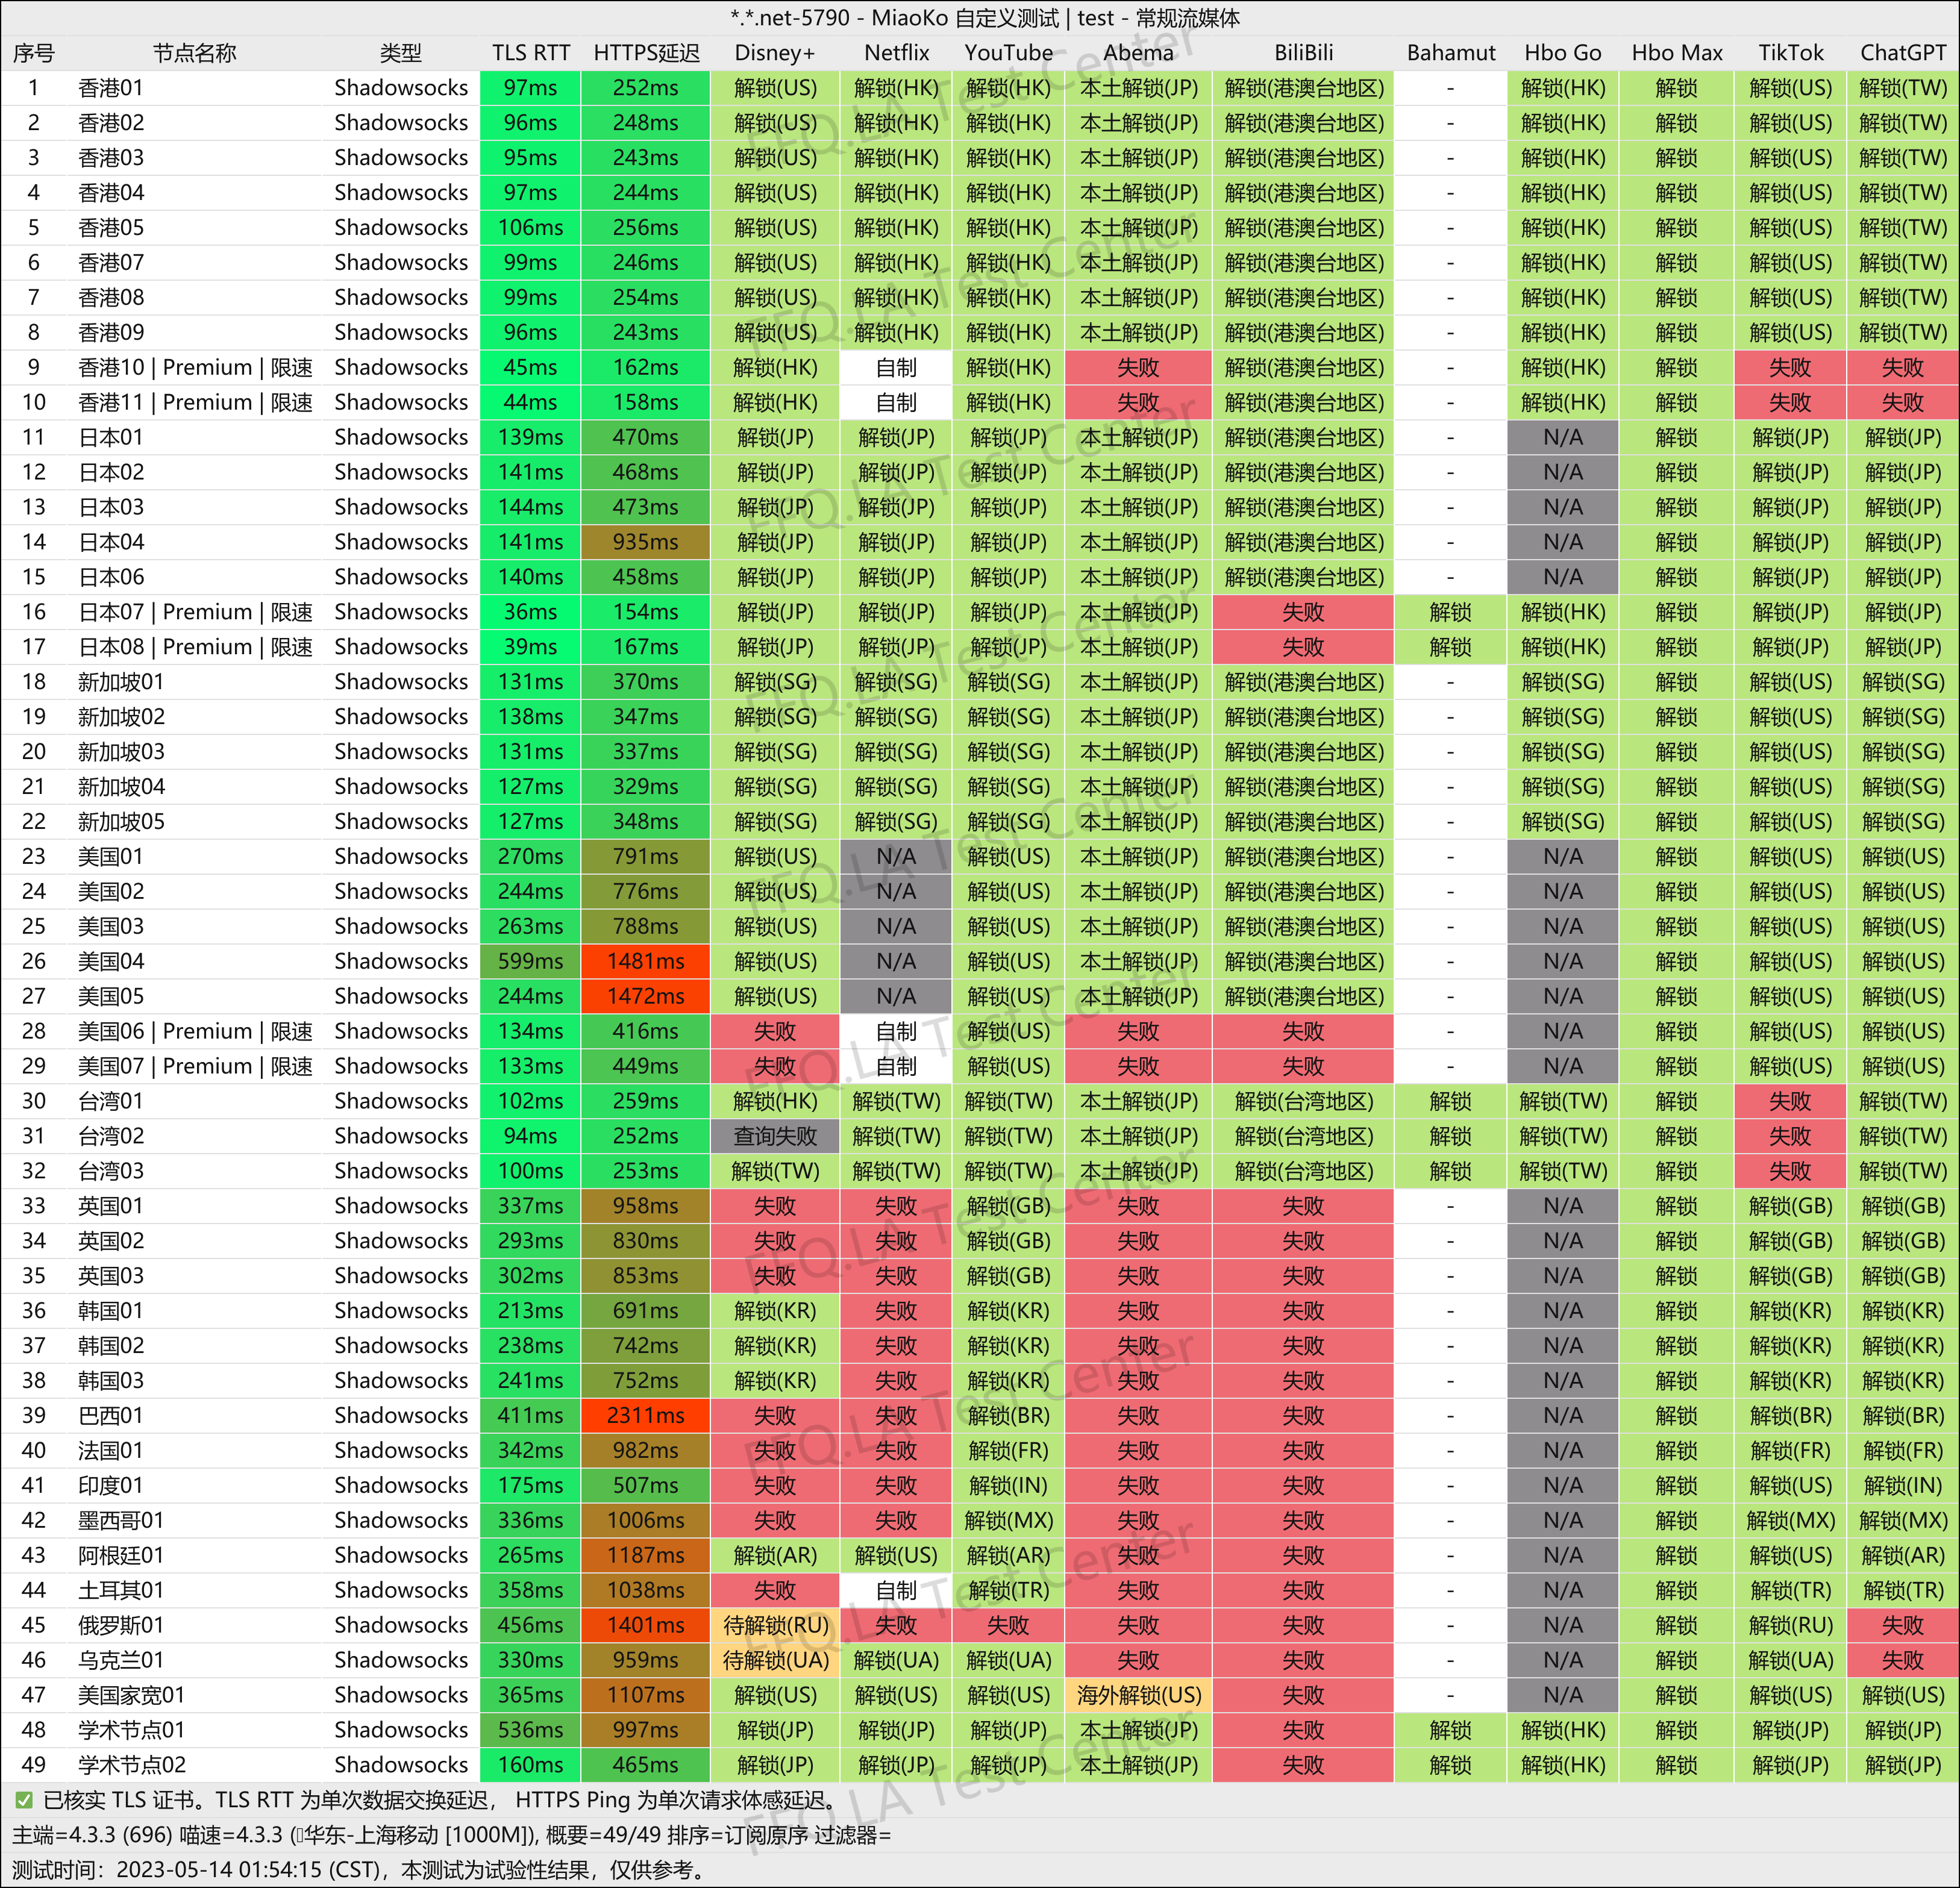 *.*.net-5790 - MiaoKo 自定义测试 | test - 常规流媒体
序号 节点名称 类型 TLS RTT HTTPS延迟 Disney+ Netflix YouTube Abema BiliBili Bahamut Hbo Go Hbo Max TikTok ChatGPT
1 香港01 Shadowsocks 97ms 252ms 解锁(US) 解锁(HK) 解锁(HK) 本土解锁(JP) 解锁(港澳台地区) - 解锁(HK) 解锁 解锁(US) 解锁(TW)
2 香港02 Shadowsocks 96ms 248ms 解锁(US) 解锁(HK) 解锁(HK) 本土解锁(JP) 解锁(港澳台地区) - 解锁(HK) 解锁 解锁(US) 解锁(TW)
3 香港03 Shadowsocks 95ms 243ms 解锁(US) 解锁(HK) 解锁(HK) 本土解锁(JP) 解锁(港澳台地区) - 解锁(HK) 解锁 解锁(US) 解锁(TW)
4 香港04 Shadowsocks 97ms 244ms 解锁(US) 解锁(HK) 解锁(HK) 本土解锁(JP) 解锁(港澳台地区) - 解锁(HK) 解锁 解锁(US) 解锁(TW)
5 香港05 Shadowsocks 106ms 256ms 解锁(US) 解锁(HK) 解锁(HK) 本土解锁(JP) 解锁(港澳台地区) - 解锁(HK) 解锁 解锁(US) 解锁(TW)
6 香港07 Shadowsocks 99ms 246ms 解锁(US) 解锁(HK) 解锁(HK) 本土解锁(JP) 解锁(港澳台地区) - 解锁(HK) 解锁 解锁(US) 解锁(TW)
7 香港08 Shadowsocks 99ms 254ms 解锁(US) 解锁(HK) 解锁(HK) 本土解锁(JP) 解锁(港澳台地区) - 解锁(HK) 解锁 解锁(US) 解锁(TW)
8 香港09 Shadowsocks 96ms 243ms 解锁(US) 解锁(HK) 解锁(HK) 本土解锁(JP) 解锁(港澳台地区) - 解锁(HK) 解锁 解锁(US) 解锁(TW)
9 香港10 | Premium | 限速 Shadowsocks 45ms 162ms 解锁(HK) 自制 解锁(HK) 失败 解锁(港澳台地区) - 解锁(HK) 解锁 失败 失败
10 香港11 | Premium | 限速 Shadowsocks 44ms 158ms 解锁(HK) 自制 解锁(HK) 失败 解锁(港澳台地区) - 解锁(HK) 解锁 失败 失败
11 日本01 Shadowsocks 139ms 470ms 解锁(JP) 解锁(JP) 解锁(JP) 本土解锁(JP) 解锁(港澳台地区) - N/A 解锁 解锁(JP) 解锁(JP)
12 日本02 Shadowsocks 141ms 468ms 解锁(JP) 解锁(JP) 解锁(JP) 本土解锁(JP) 解锁(港澳台地区) - N/A 解锁 解锁(JP) 解锁(JP)
13 日本03 Shadowsocks 144ms 473ms 解锁(JP) 解锁(JP) 解锁(JP) 本土解锁(JP) 解锁(港澳台地区) - N/A 解锁 解锁(JP) 解锁(JP)
14 日本04 Shadowsocks 141ms 935ms 解锁(JP) 解锁(JP) 解锁(JP) 本土解锁(JP) 解锁(港澳台地区) - N/A 解锁 解锁(JP) 解锁(JP)
15 日本06 Shadowsocks 140ms 458ms 解锁(JP) 解锁(JP) 解锁(JP) 本土解锁(JP) 解锁(港澳台地区) - N/A 解锁 解锁(JP) 解锁(JP)
16 日本07 | Premium | 限速 Shadowsocks 36ms 154ms 解锁(JP) 解锁(JP) 解锁(JP) 本土解锁(JP) 失败 解锁 解锁(HK) 解锁 解锁(JP) 解锁(JP)
17 日本08 | Premium | 限速 Shadowsocks 39ms 167ms 解锁(JP) 解锁(JP) 解锁(JP) 本土解锁(JP) 失败 解锁 解锁(HK) 解锁 解锁(JP) 解锁(JP)
18 新加坡01 Shadowsocks 131ms 370ms 解锁(SG) 解锁(SG) 解锁(SG) 本土解锁(JP) 解锁(港澳台地区) - 解锁(SG) 解锁 解锁(US) 解锁(SG)
19 新加坡02 Shadowsocks 138ms 347ms 解锁(SG) 解锁(SG) 解锁(SG) 本土解锁(JP) 解锁(港澳台地区) - 解锁(SG) 解锁 解锁(US) 解锁(SG)
20 新加坡03 Shadowsocks 131ms 337ms 解锁(SG) 解锁(SG) 解锁(SG) 本土解锁(JP) 解锁(港澳台地区) - 解锁(SG) 解锁 解锁(US) 解锁(SG)
21 新加坡04 Shadowsocks 127ms 329ms 解锁(SG) 解锁(SG) 解锁(SG) 本土解锁(JP) 解锁(港澳台地区) - 解锁(SG) 解锁 解锁(US) 解锁(SG)
22 新加坡05 Shadowsocks 127ms 348ms 解锁(SG) 解锁(SG) 解锁(SG) 本土解锁(JP) 解锁(港澳台地区) - 解锁(SG) 解锁 解锁(US) 解锁(SG)
23 美国01 Shadowsocks 270ms 791ms 解锁(US) N/A 解锁(US) 本土解锁(JP) 解锁(港澳台地区) - N/A 解锁 解锁(US) 解锁(US)
24 美国02 Shadowsocks 244ms 776ms 解锁(US) N/A 解锁(US) 本土解锁(JP) 解锁(港澳台地区) - N/A 解锁 解锁(US) 解锁(US)
25 美国03 Shadowsocks 263ms 788ms 解锁(US) N/A 解锁(US) 本土解锁(JP) 解锁(港澳台地区) - N/A 解锁 解锁(US) 解锁(US)
26 美国04 Shadowsocks 599ms 1481ms 解锁(US) N/A 解锁(US) 本土解锁(JP) 解锁(港澳台地区) - N/A 解锁 解锁(US) 解锁(US)
27 美国05 Shadowsocks 244ms 1472ms 解锁(US) N/A 解锁(US) 本土解锁(JP) 解锁(港澳台地区) - N/A 解锁 解锁(US) 解锁(US)
28 美国06 | Premium | 限速 Shadowsocks 134ms 416ms 失败 自制 解锁(US) 失败 失败 - N/A 解锁 解锁(US) 解锁(US)
29 美国07 | Premium | 限速 Shadowsocks 133ms 449ms 失败 自制 解锁(US) 失败 失败 - N/A 解锁 解锁(US) 解锁(US)
30 台湾01 Shadowsocks 102ms 259ms 解锁(HK) 解锁(TW) 解锁(TW) 本土解锁(JP) 解锁(台湾地区) 解锁 解锁(TW) 解锁 失败 解锁(TW)
31 台湾02 Shadowsocks 94ms 252ms 查询失败 解锁(TW) 解锁(TW) 本土解锁(JP) 解锁(台湾地区) 解锁 解锁(TW) 解锁 失败 解锁(TW)
32 台湾03 Shadowsocks 100ms 253ms 解锁(TW) 解锁(TW) 解锁(TW) 本土解锁(JP) 解锁(台湾地区) 解锁 解锁(TW) 解锁 失败 解锁(TW)
33 英国01 Shadowsocks 337ms 958ms 失败 失败 解锁(GB) 失败 失败 - N/A 解锁 解锁(GB) 解锁(GB)
34 英国02 Shadowsocks 293ms 830ms 失败 失败 解锁(GB) 失败 失败 - N/A 解锁 解锁(GB) 解锁(GB)
35 英国03 Shadowsocks 302ms 853ms 失败 失败 解锁(GB) 失败 失败 - N/A 解锁 解锁(GB) 解锁(GB)
36 韩国01 Shadowsocks 213ms 691ms 解锁(KR) 失败 解锁(KR) 失败 失败 - N/A 解锁 解锁(KR) 解锁(KR)
37 韩国02 Shadowsocks 238ms 742ms 解锁(KR) 失败 解锁(KR) 失败 失败 - N/A 解锁 解锁(KR) 解锁(KR)
38 韩国03 Shadowsocks 241ms 752ms 解锁(KR) 失败 解锁(KR) 失败 失败 - N/A 解锁 解锁(KR) 解锁(KR)
39 巴西01 Shadowsocks 411ms 2311ms 失败 失败 解锁(BR) 失败 失败 - N/A 解锁 解锁(BR) 解锁(BR)
40 法国01 Shadowsocks 342ms 982ms 失败 失败 解锁(FR) 失败 失败 - N/A 解锁 解锁(FR) 解锁(FR)
41 印度01 Shadowsocks 175ms 507ms 失败 失败 解锁(IN) 失败 失败 - N/A 解锁 解锁(US) 解锁(IN)
42 墨西哥01 Shadowsocks 336ms 1006ms 失败 失败 解锁(MX) 失败 失败 - N/A 解锁 解锁(MX) 解锁(MX)
43 阿根廷01 Shadowsocks 265ms 1187ms 解锁(AR) 解锁(US) 解锁(AR) 失败 失败 - N/A 解锁 解锁(US) 解锁(AR)
44 土耳其01 Shadowsocks 358ms 1038ms 失败 自制 解锁(TR) 失败 失败 - N/A 解锁 解锁(TR) 解锁(TR)
45 俄罗斯01 Shadowsocks 456ms 1401ms 待解锁(RU) 失败 失败 失败 失败 - N/A 解锁 解锁(RU) 失败
46 乌克兰01 Shadowsocks 330ms 959ms 待解锁(UA) 解锁(UA) 解锁(UA) 失败 失败 - N/A 解锁 解锁(UA) 失败
47 美国家宽01 Shadowsocks 365ms 1107ms 解锁(US) 解锁(US) 解锁(US) 海外解锁(US) 失败 - N/A 解锁 解锁(US) 解锁(US)
48 学术节点01 Shadowsocks 536ms 997ms 解锁(JP) 解锁(JP) 解锁(JP) 本土解锁(JP) 失败 解锁 解锁(HK) 解锁 解锁(JP) 解锁(JP)
49 学术节点02 Shadowsocks 160ms 465ms 解锁(JP) 解锁(JP) 解锁(JP) 本土解锁(JP) 失败 解锁 解锁(HK) 解锁 解锁(JP) 解锁(JP)
✅ 已核实 TLS 证书。TLS RTT 为单次数据交换延迟， HTTPS Ping 为单次请求体感延迟。
主端=4.3.3 (696) 喵速=4.3.3 (▯华东-上海移动 [1000M]), 概要=49/49 排序=订阅原序 过滤器=
测试时间：2023-05-14 01:54:15 (CST)，本测试为试验性结果，仅供参考。
FFQ.LA Test Center
FFQ.LA Test Center
FFQ.LA Test Center
FFQ.LA Test Center
FFQ.LA Test Center
FFQ.LA Test Center
FFQ.LA Test Center
FFQ.LA Test Center
FFQ.LA Test Center
FFQ.LA Test Center